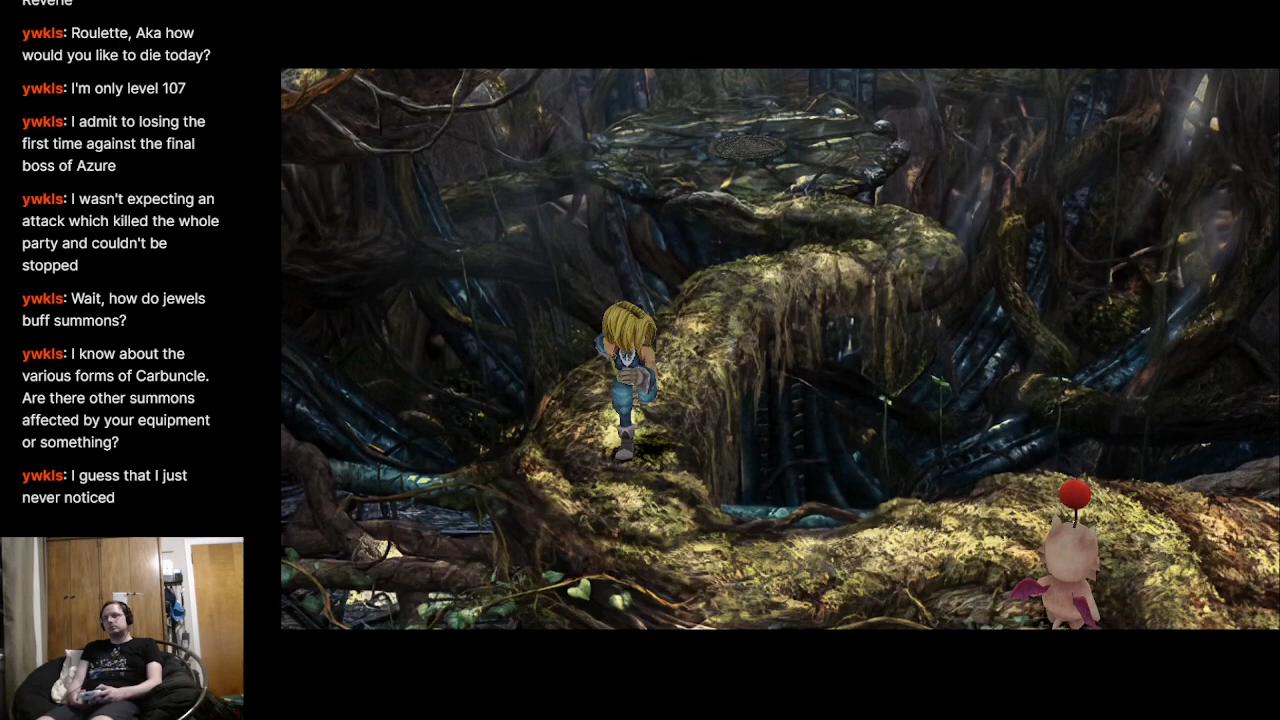 Reverie
ywkls: Roulette, Aka how
would you like to die today?
ywkls: I'm only level 107
ywkls: I admit to losing the
first time against the final
boss of Azure
ywkls: I wasn't expecting an
attack which killed the whole
party and couldn't be
stopped
ywkls: Wait, how do jewels
buff summons?
ywkls: I know about the
various forms of Carbuncle.
Are there other summons
affected by your equipment
or something?
ywkls: I guess that I just
never noticed